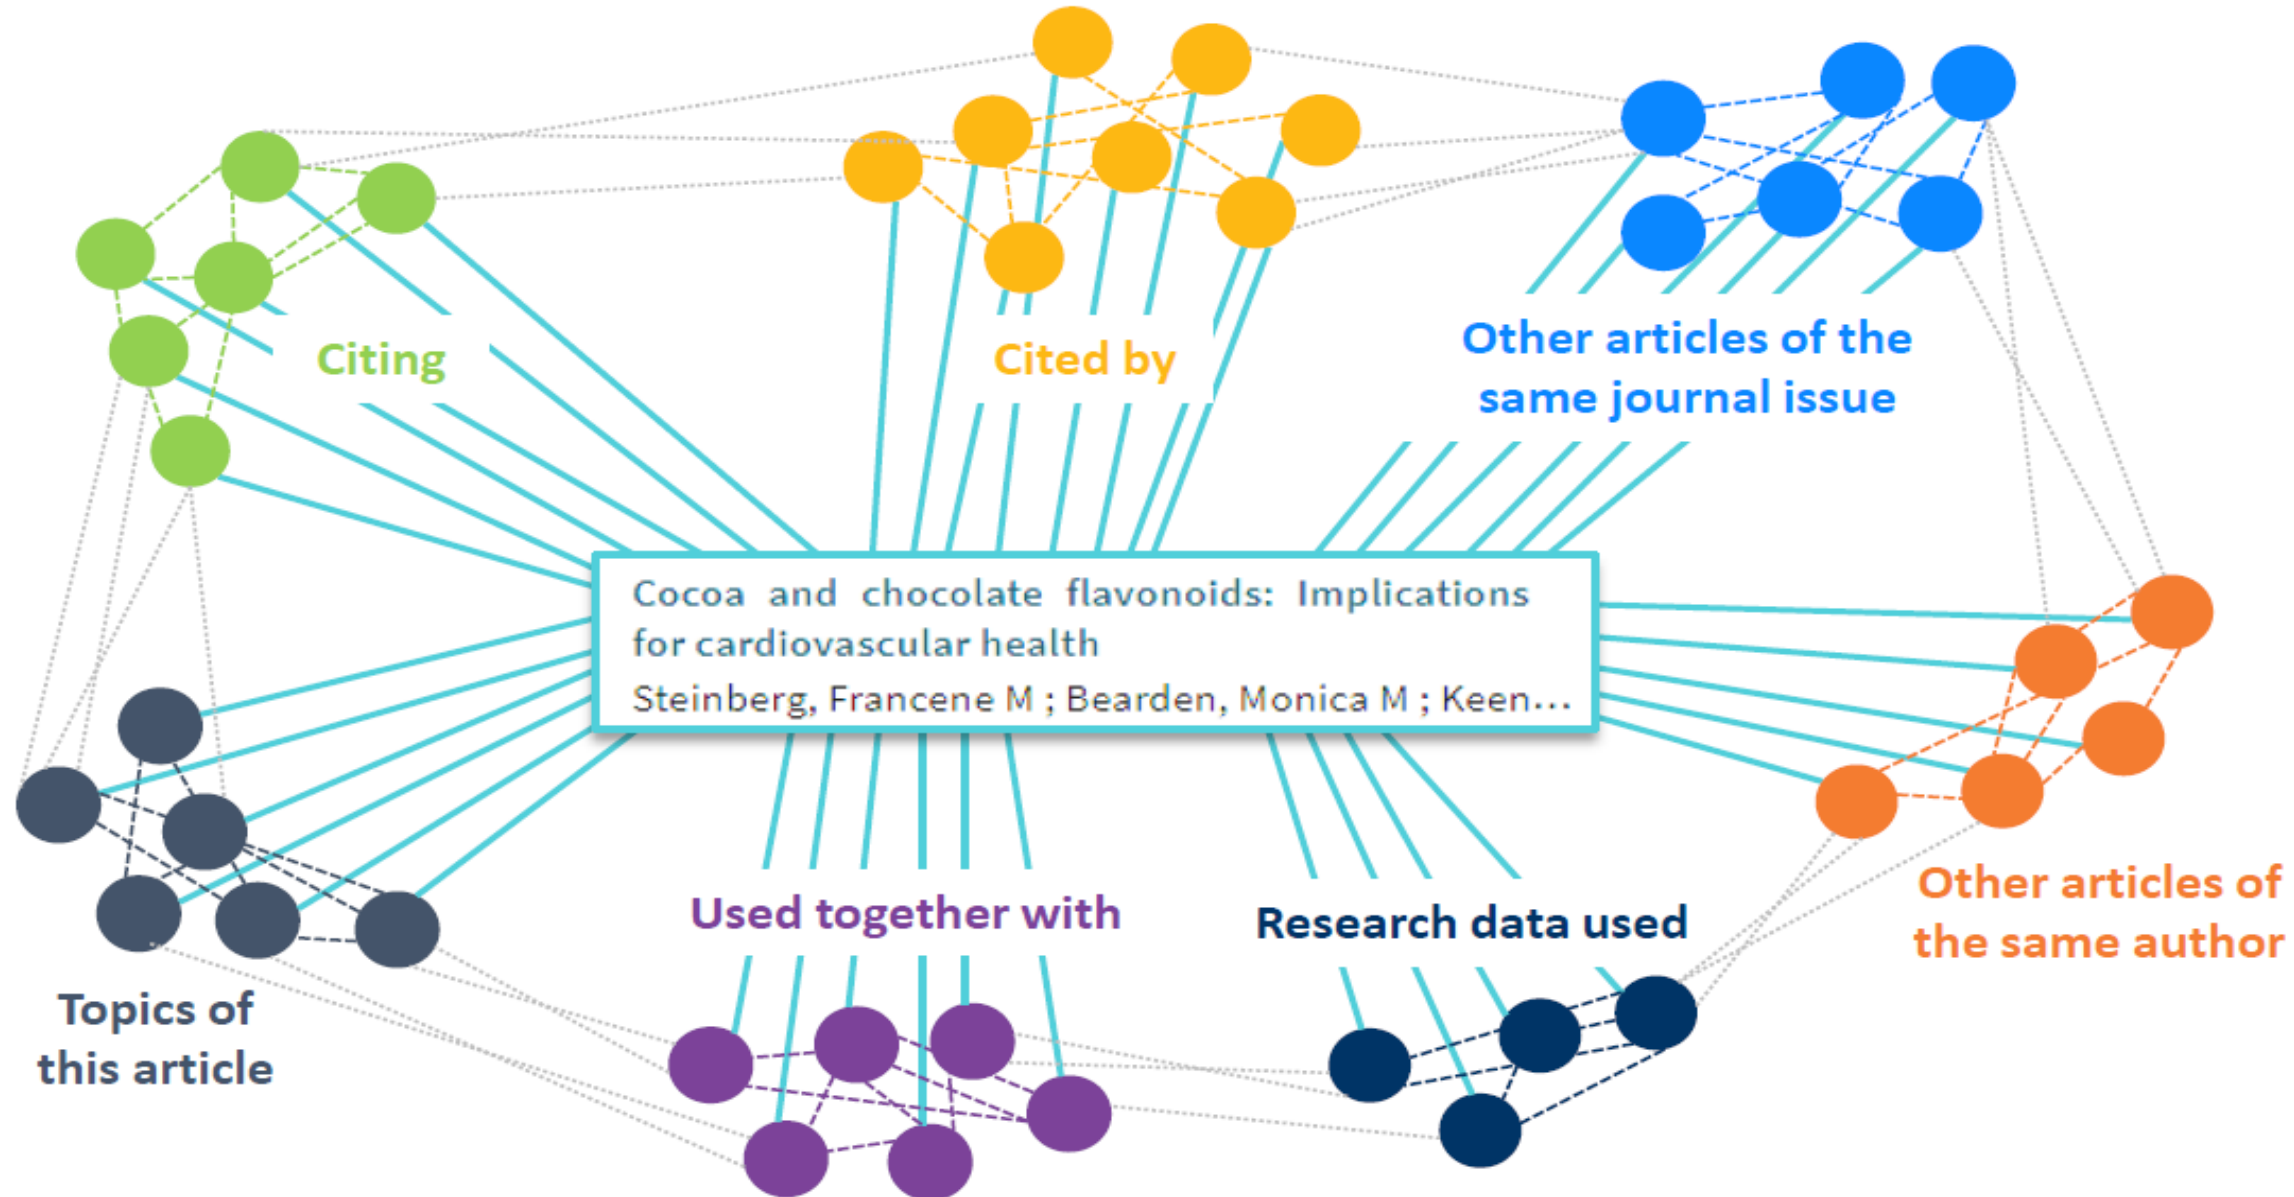 Citing
Cited by
Other articles of the
same journal issue
Cocoa and chocolate flavonoids: Implications
for cardiovascular health
Steinberg, Francene M ; Bearden, Monica M ; Keen...
Used together with
Research data used
Other articles of
the same author
Topics of
this article